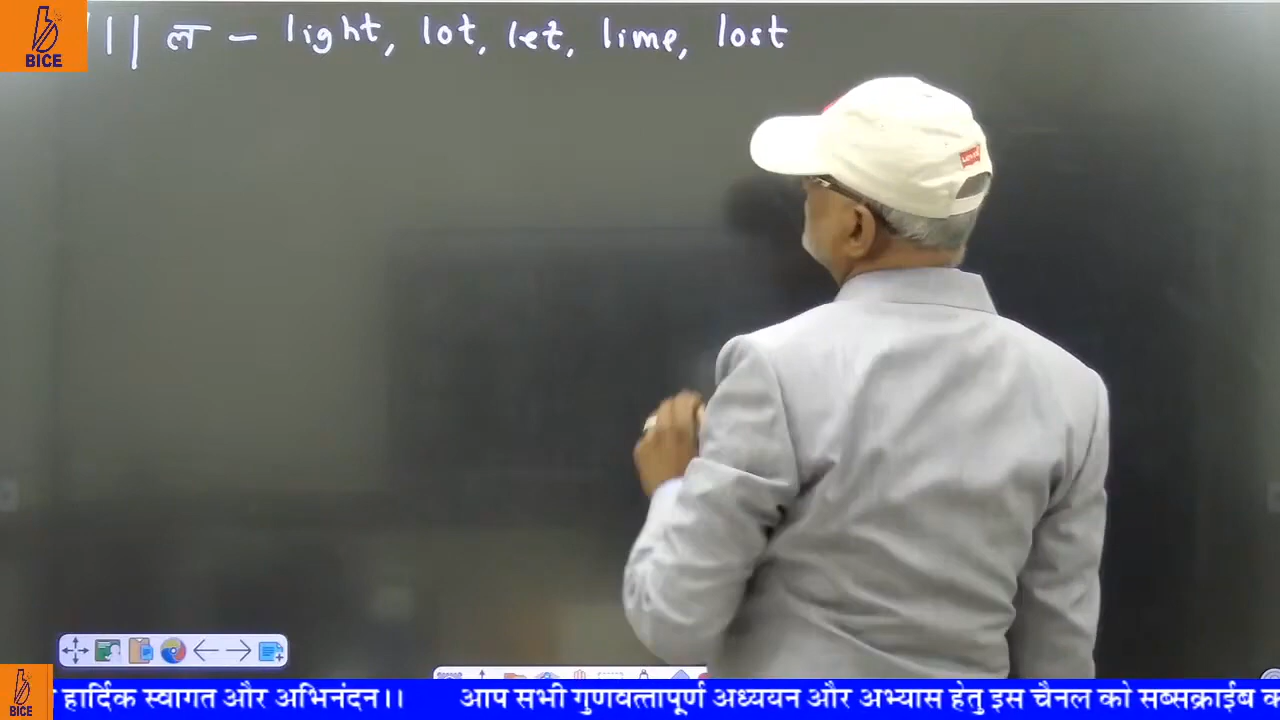 BICE
/l/ ल – light, lot, let, lime, lost
BICE
हार्दिक स्वागत और अभिनंदन।। आप सभी गुणवत्तापूर्ण अध्ययन और अभ्यास हेतु इस चैनल को सब्सक्राईब